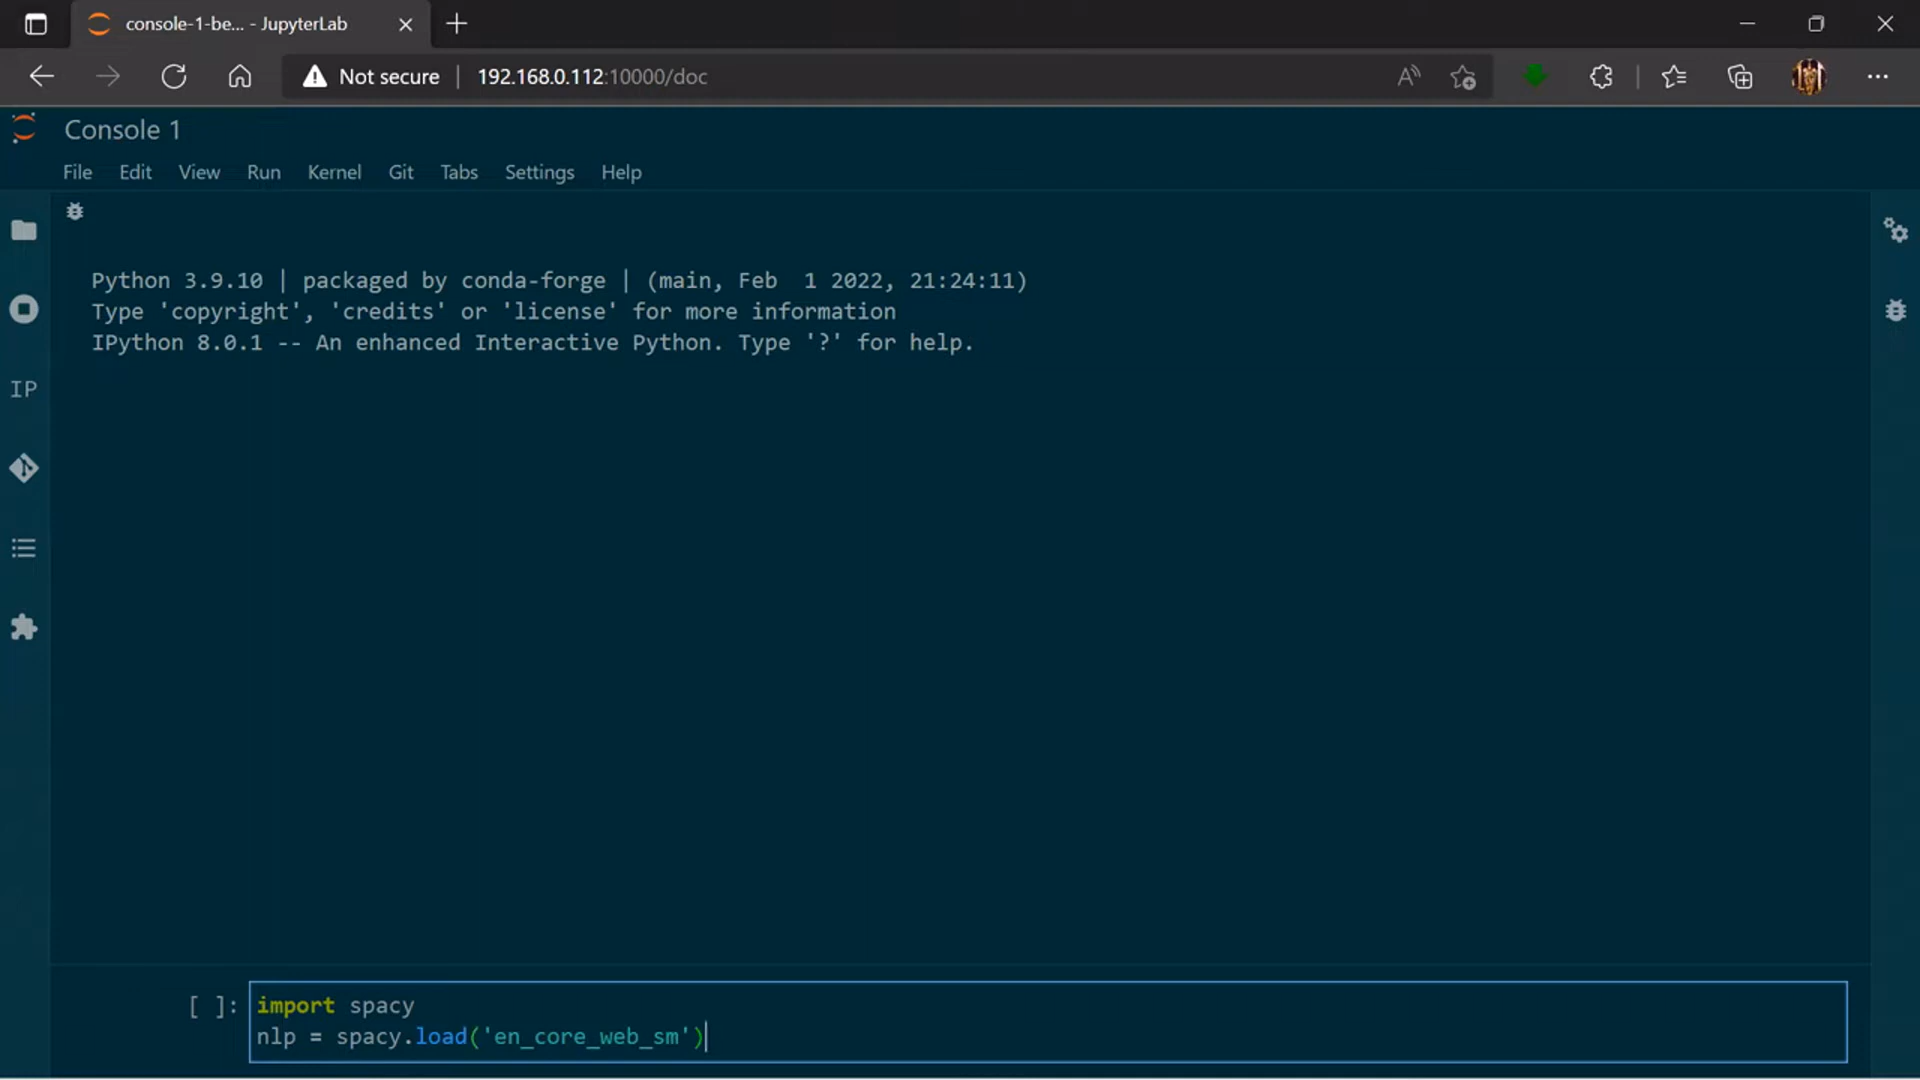 console-1-be... - JupyterLab
Not secure | 192.168.0.112:10000/doc
Console 1
File Edit View Run Kernel Git Tabs Settings Help
Python 3.9.10 | packaged by conda-forge | (main, Feb  1 2022, 21:24:11)
Type 'copyright', 'credits' or 'license' for more information
IPython 8.0.1 -- An enhanced Interactive Python. Type '?' for help.
IP
[ ]: import spacy
nlp = spacy.load('en_core_web_sm')